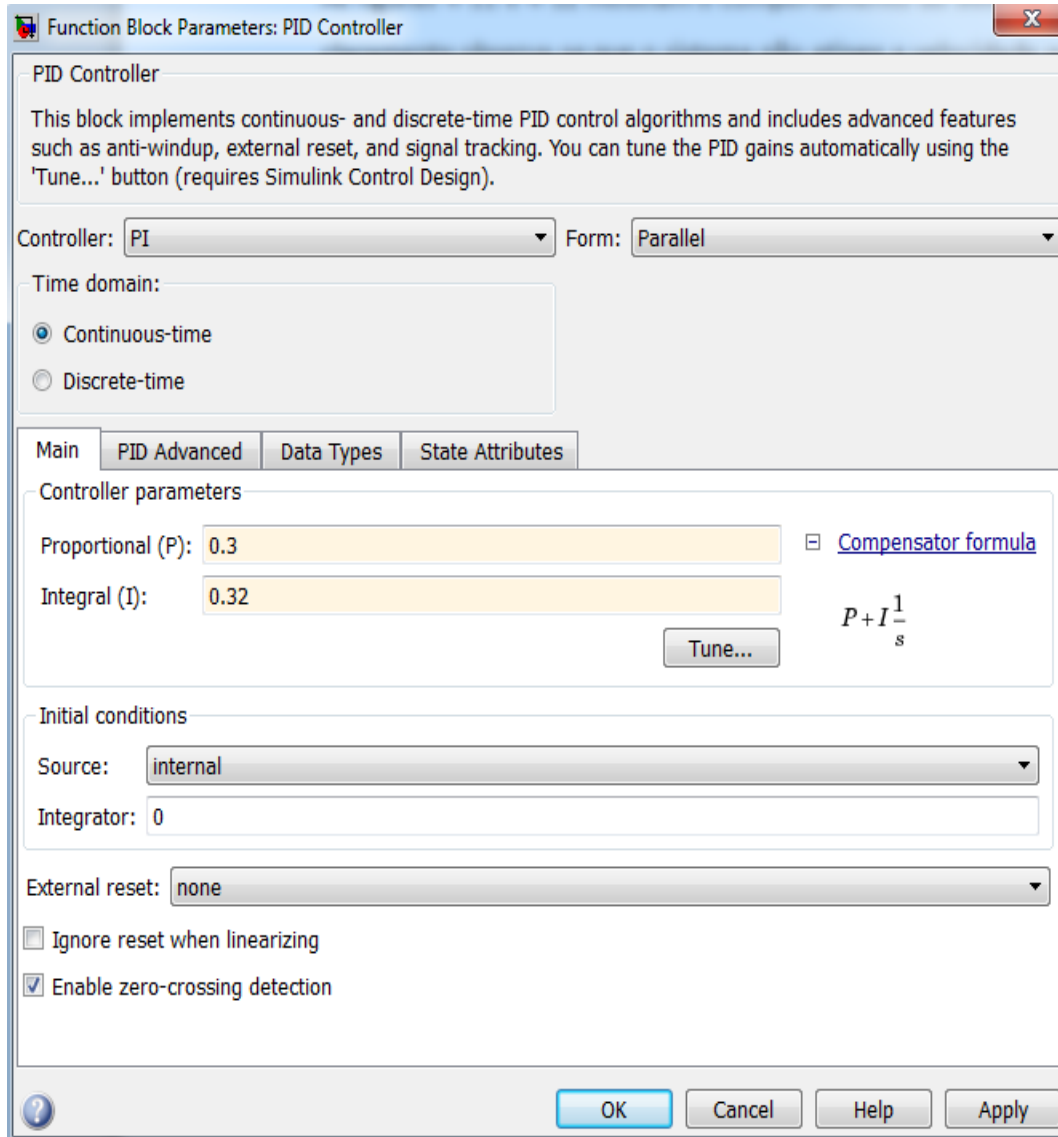 Function Block Parameters: PID Controller
X
PID Controller
This block implements continuous- and discrete-time PID control algorithms and includes advanced features
such as anti-windup, external reset, and signal tracking. You can tune the PID gains automatically using the
'Tune...' button (requires Simulink Control Design).
Controller: PI Form: Parallel
Time domain:
Continuous-time
Discrete-time
Main PID Advanced Data Types State Attributes
Controller parameters
Proportional (P): 0.3 Compensator formula
Integral (I): 0.32
P+I 1/s
Tune...
Initial conditions
Source: internal
Integrator: 0
External reset: none
Ignore reset when linearizing
Enable zero-crossing detection
? OK Cancel Help Apply